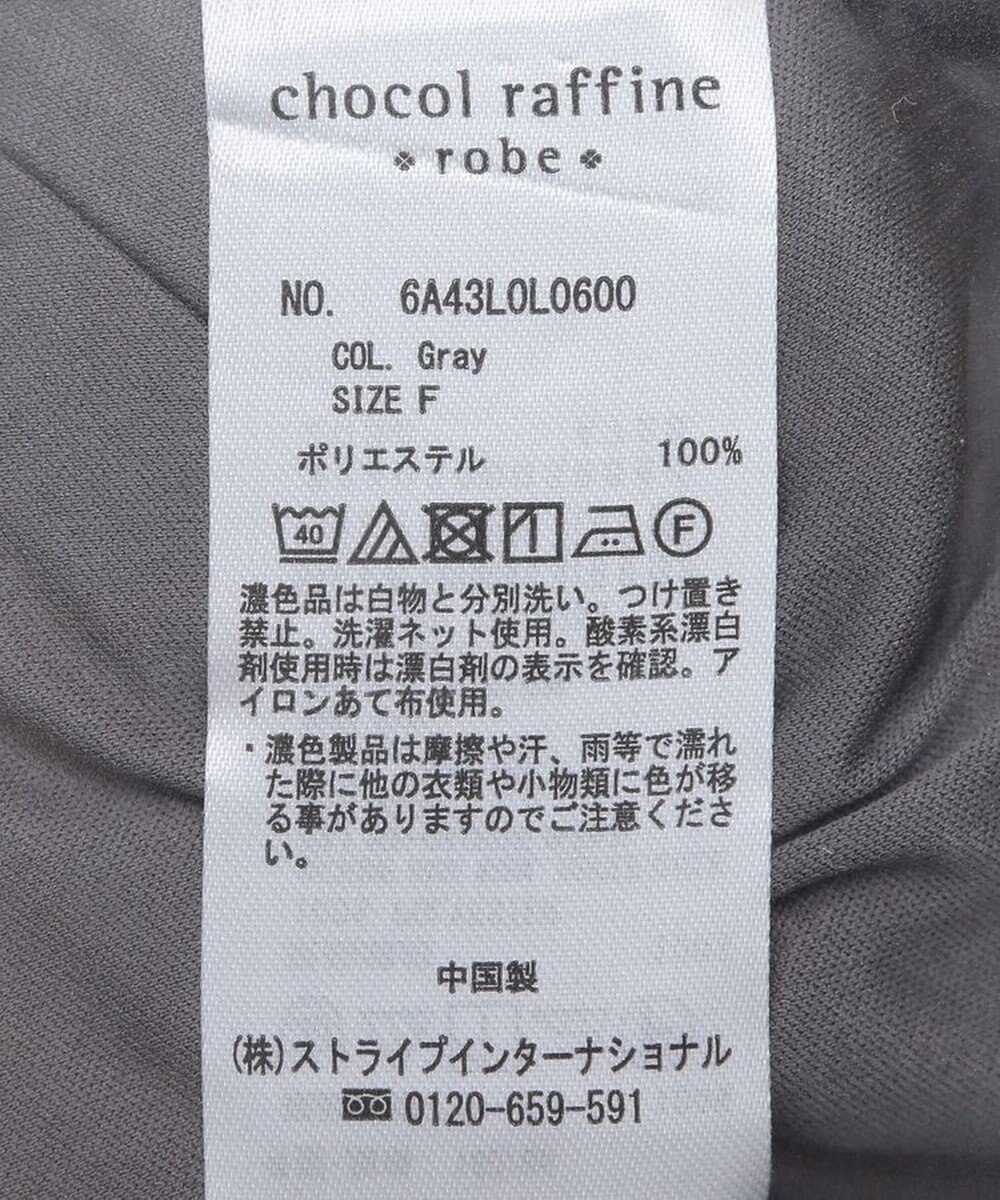 chocol raffine
robe
NO. 6A43L0L0600
COL. Gray
SIZE F
ポリエステル 100%
40 F
濃色品は白物と分別洗い。つけ置き
禁止。洗濯ネット使用。酸素系漂白
剤使用時は漂白剤の表示を確認。ア
イロンあて布使用。
・濃色製品は摩擦や汗、雨等で濡れ
た際に他の衣類や小物類に色が移
る事がありますのでご注意くださ
い。
中国製
(株)ストライプインターナショナル
0120-659-591